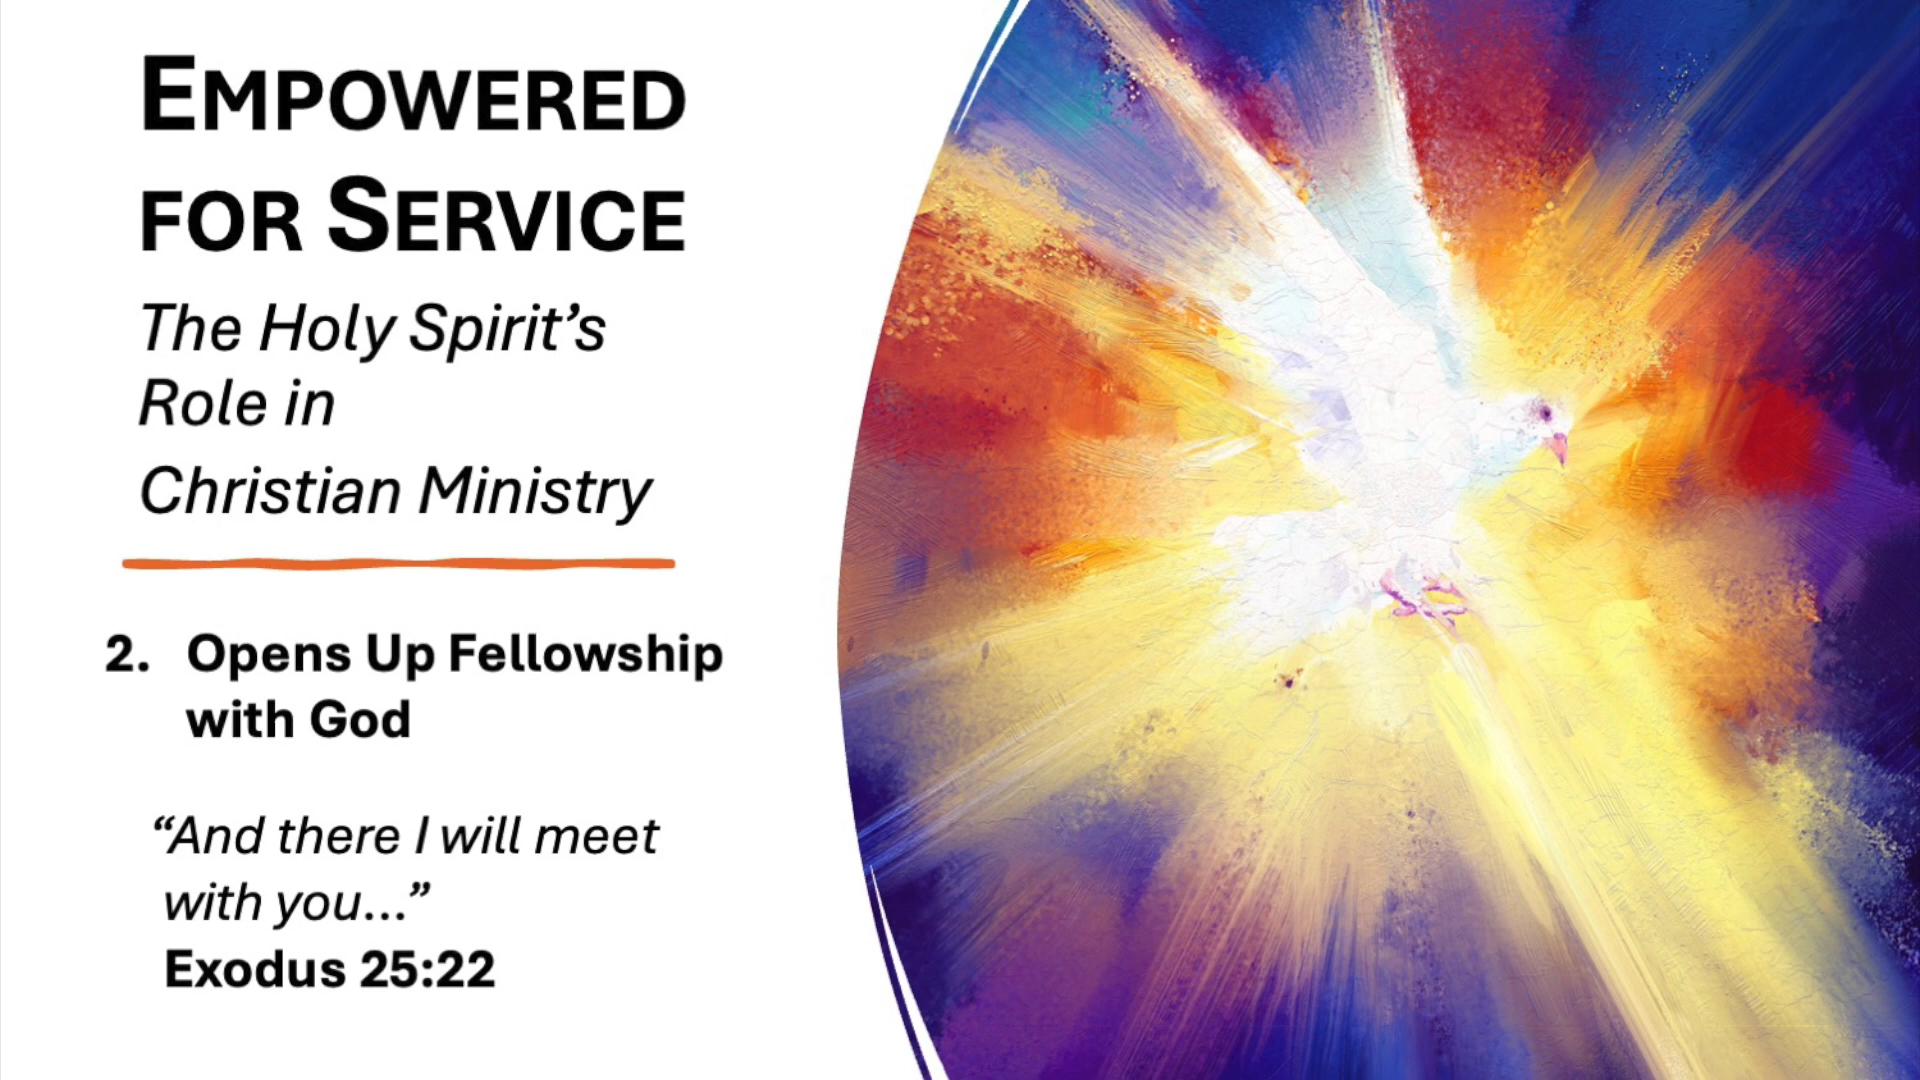 EMPOWERED
FOR SERVICE
The Holy Spirit’s
Role in
Christian Ministry
2. Opens Up Fellowship
with God
“And there I will meet
with you...”
Exodus 25:22